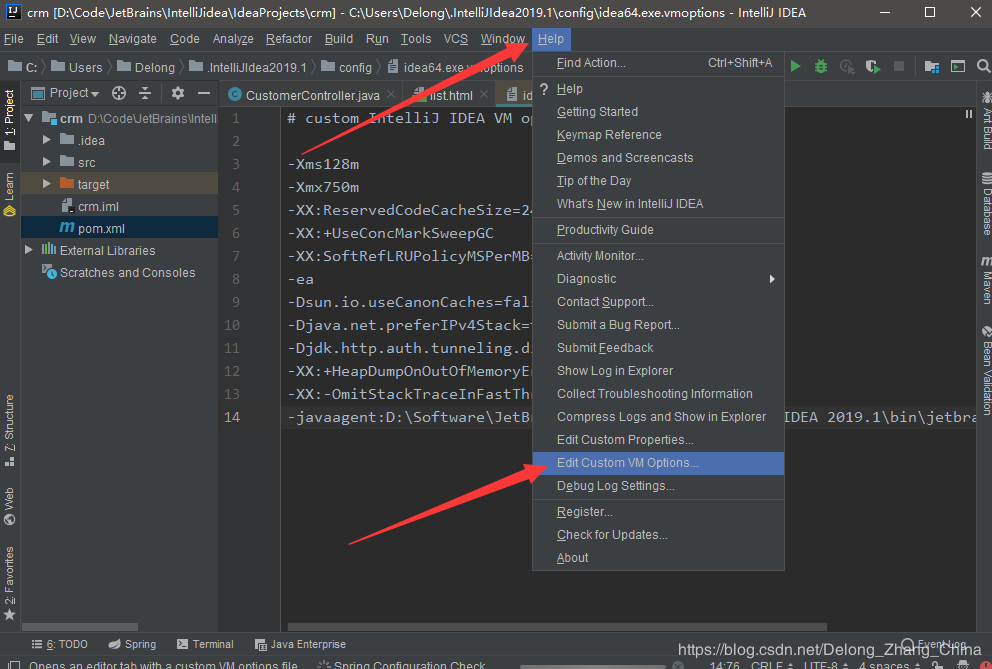 crm [D:\Code\JetBrains\IntelliJidea\IdeaProjects\crm] - C:\Users\Delong\.IntelliJIdea2019.1\config\idea64.exe.vmoptions - IntelliJ IDEA
File Edit View Navigate Code Analyze Refactor Build Run Tools VCS Window Help
C: Users Delong .IntelliJIdea2019.1 config idea64.exe.vmoptions
Project
CustomerController.java list.html id
1: Project
Learn
7: Structure
Web
2: Favorites
crm D:\Code\JetBrains\Intell
.idea
src
target
crm.iml
pom.xml
External Libraries
Scratches and Consoles
1 # custom IntelliJ IDEA VM op
2
3 -Xms128m
4 -Xmx750m
5 -XX:ReservedCodeCacheSize=24
6 -XX:+UseConcMarkSweepGC
7 -XX:SoftRefLRUPolicyMSPerMB=
8 -ea
9 -Dsun.io.useCanonCaches=fal
10 -Djava.net.preferIPv4Stack=
11 -Djdk.http.auth.tunneling.di
12 -XX:+HeapDumpOnOutOfMemoryEr
13 -XX:-OmitStackTraceInFastThr
14 -javaagent:D:\Software\JetBr IDEA 2019.1\bin\jetbra
Find Action... Ctrl+Shift+A
? Help
Getting Started
Keymap Reference
Demos and Screencasts
Tip of the Day
What's New in IntelliJ IDEA
Productivity Guide
Activity Monitor...
Diagnostic
Contact Support...
Submit a Bug Report...
Submit Feedback
Show Log in Explorer
Collect Troubleshooting Information
Compress Logs and Show in Explorer
Edit Custom Properties...
Edit Custom VM Options...
Debug Log Settings...
Register...
Check for Updates...
About
Ant Build
Database
Maven
Bean Validation
6: TODO Spring Terminal Java Enterprise Event Log
https://blog.csdn.net/Delong_Zhang_China
Opens an editor tab with a custom VM options file Spring Configuration Check 14:76 CRLF UTF-8 4 spaces